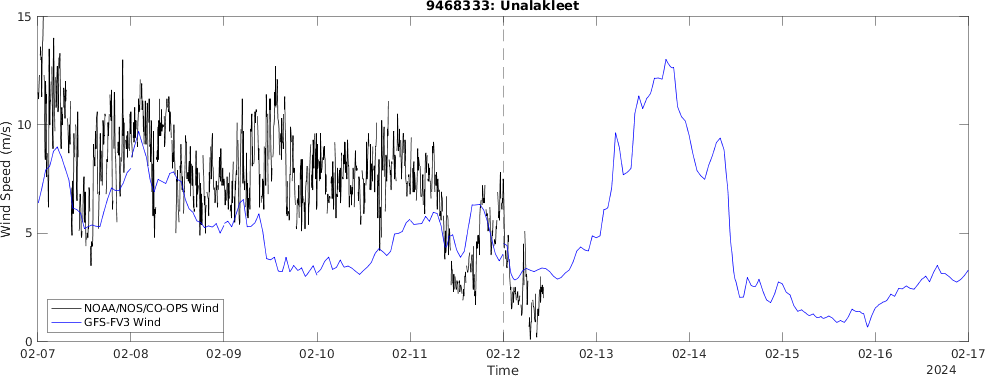 9468333: Unalakleet
15
10
5
0
Wind Speed (m/s)
NOAA/NOS/CO-OPS Wind
GFS-FV3 Wind
02-07 02-08 02-09 02-10 02-11 02-12 02-13 02-14 02-15 02-16 02-17
Time
2024